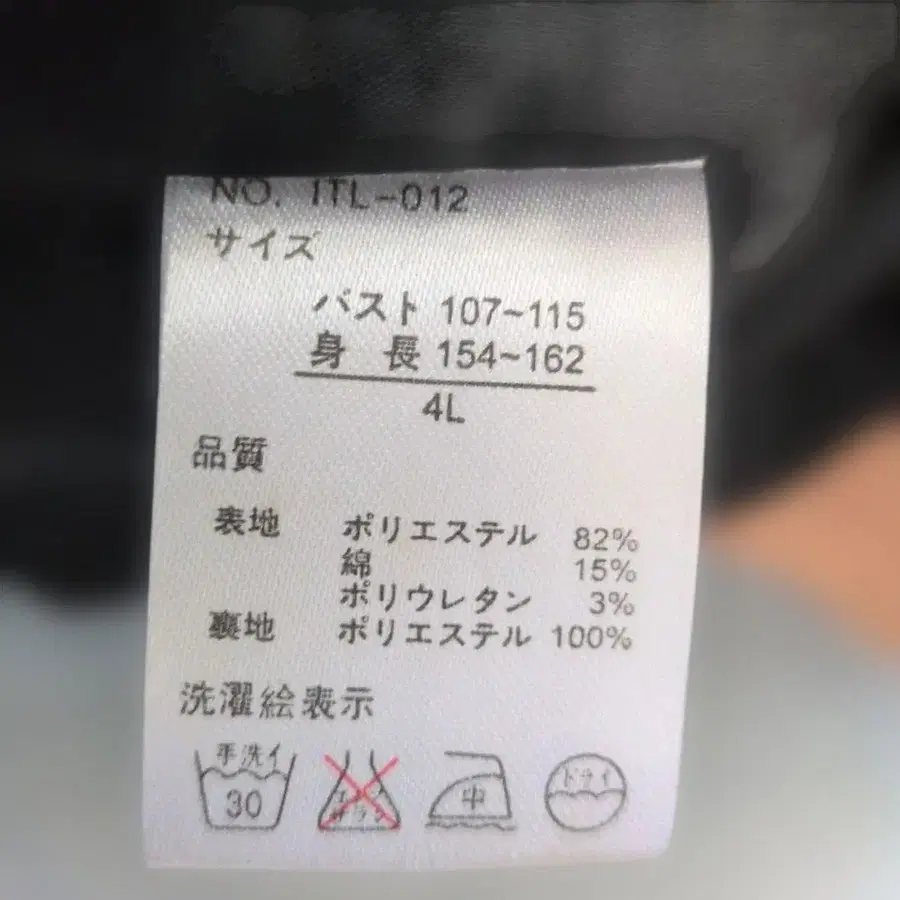 NO. ITL-012
サイズ
バスト 107~115
身 長 154~162
4L
品質
表地 ポリエステル 82%
綿 15%
ポリウレタン 3%
裏地 ポリエステル 100%
洗濯絵表示
手洗イ
30
中
ドライ